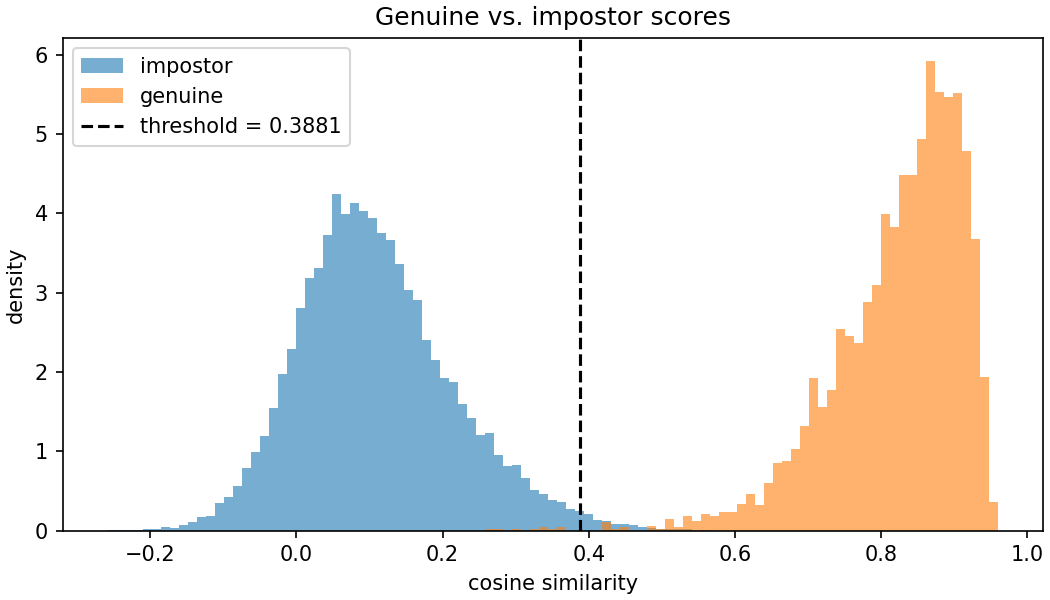 Genuine vs. impostor scores
impostor
genuine
threshold = 0.3881
density
6
5
4
3
2
1
0
−0.2
0.0
0.2
0.4
0.6
0.8
1.0
cosine similarity